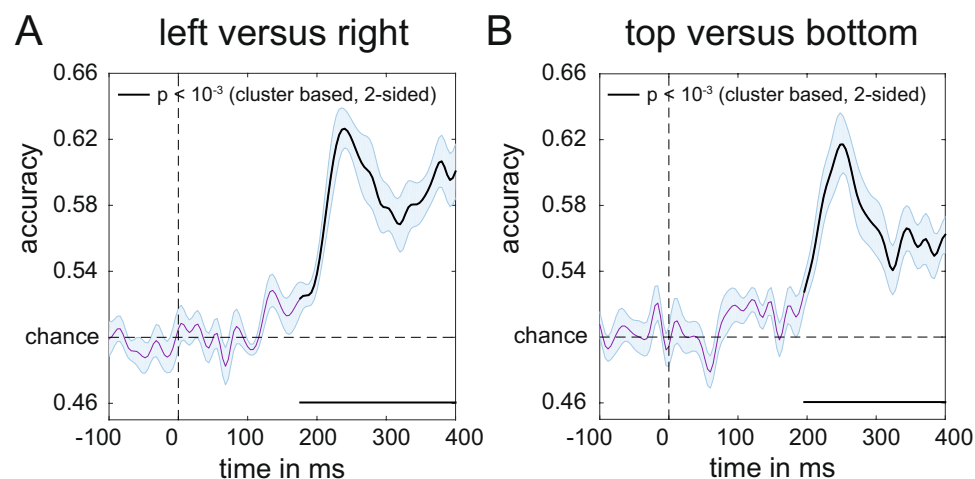 A left versus right
0.66
p < 10-3 (cluster based, 2-sided)
0.62
0.58
0.54
chance
0.46
accuracy
-100 0 100 200 300 400
time in ms
B top versus bottom
0.66
p < 10-3 (cluster based, 2-sided)
0.62
0.58
0.54
chance
0.46
accuracy
-100 0 100 200 300 400
time in ms